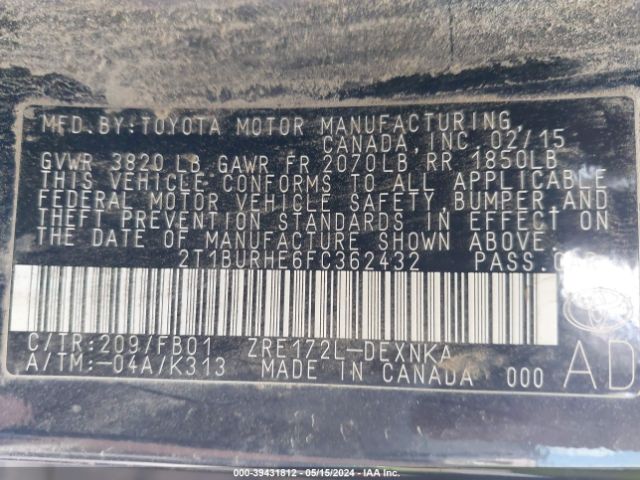 MFD.BY:TOYOTA MOTOR MANUFACTURING,
CANADA, INC. 02/15
GVWR 3820 LB GAWR FR 2070LB RR 1850LB
THIS VEHICLE CONFORMS TO ALL APPLICABLE
FEDERAL MOTOR VEHICLE SAFETY, BUMPER, AND
THEFT PREVENTION STANDARDS IN EFFECT ON
THE DATE OF MANUFACTURE SHOWN ABOVE.
2T1BURHE6FC362432 PASS.
C/TR:209/FB01 ZRE172L-DEXNKA
A/TM:-04A/K313 MADE IN CANADA 000 AD
000-39431812 - 05/15/2024 - IAA Inc.